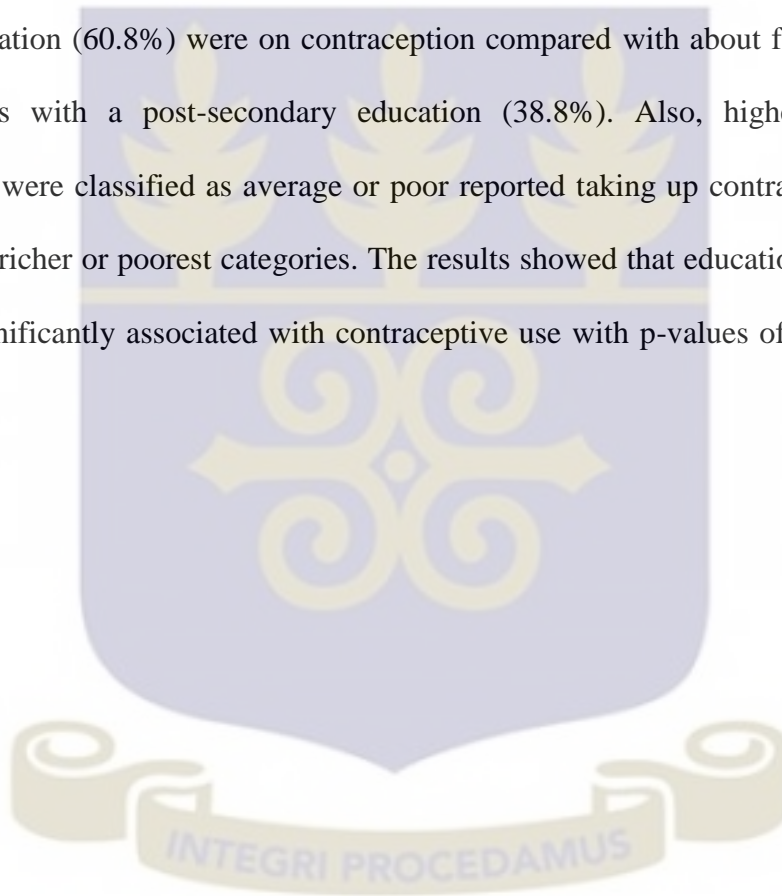 ation (60.8%) were on contraception compared with about f
s with a post-secondary education (38.8%). Also, highe
were classified as average or poor reported taking up contra
richer or poorest categories. The results showed that educatio
nificantly associated with contraceptive use with p-values of
INTEGRI PROCEDAMUS